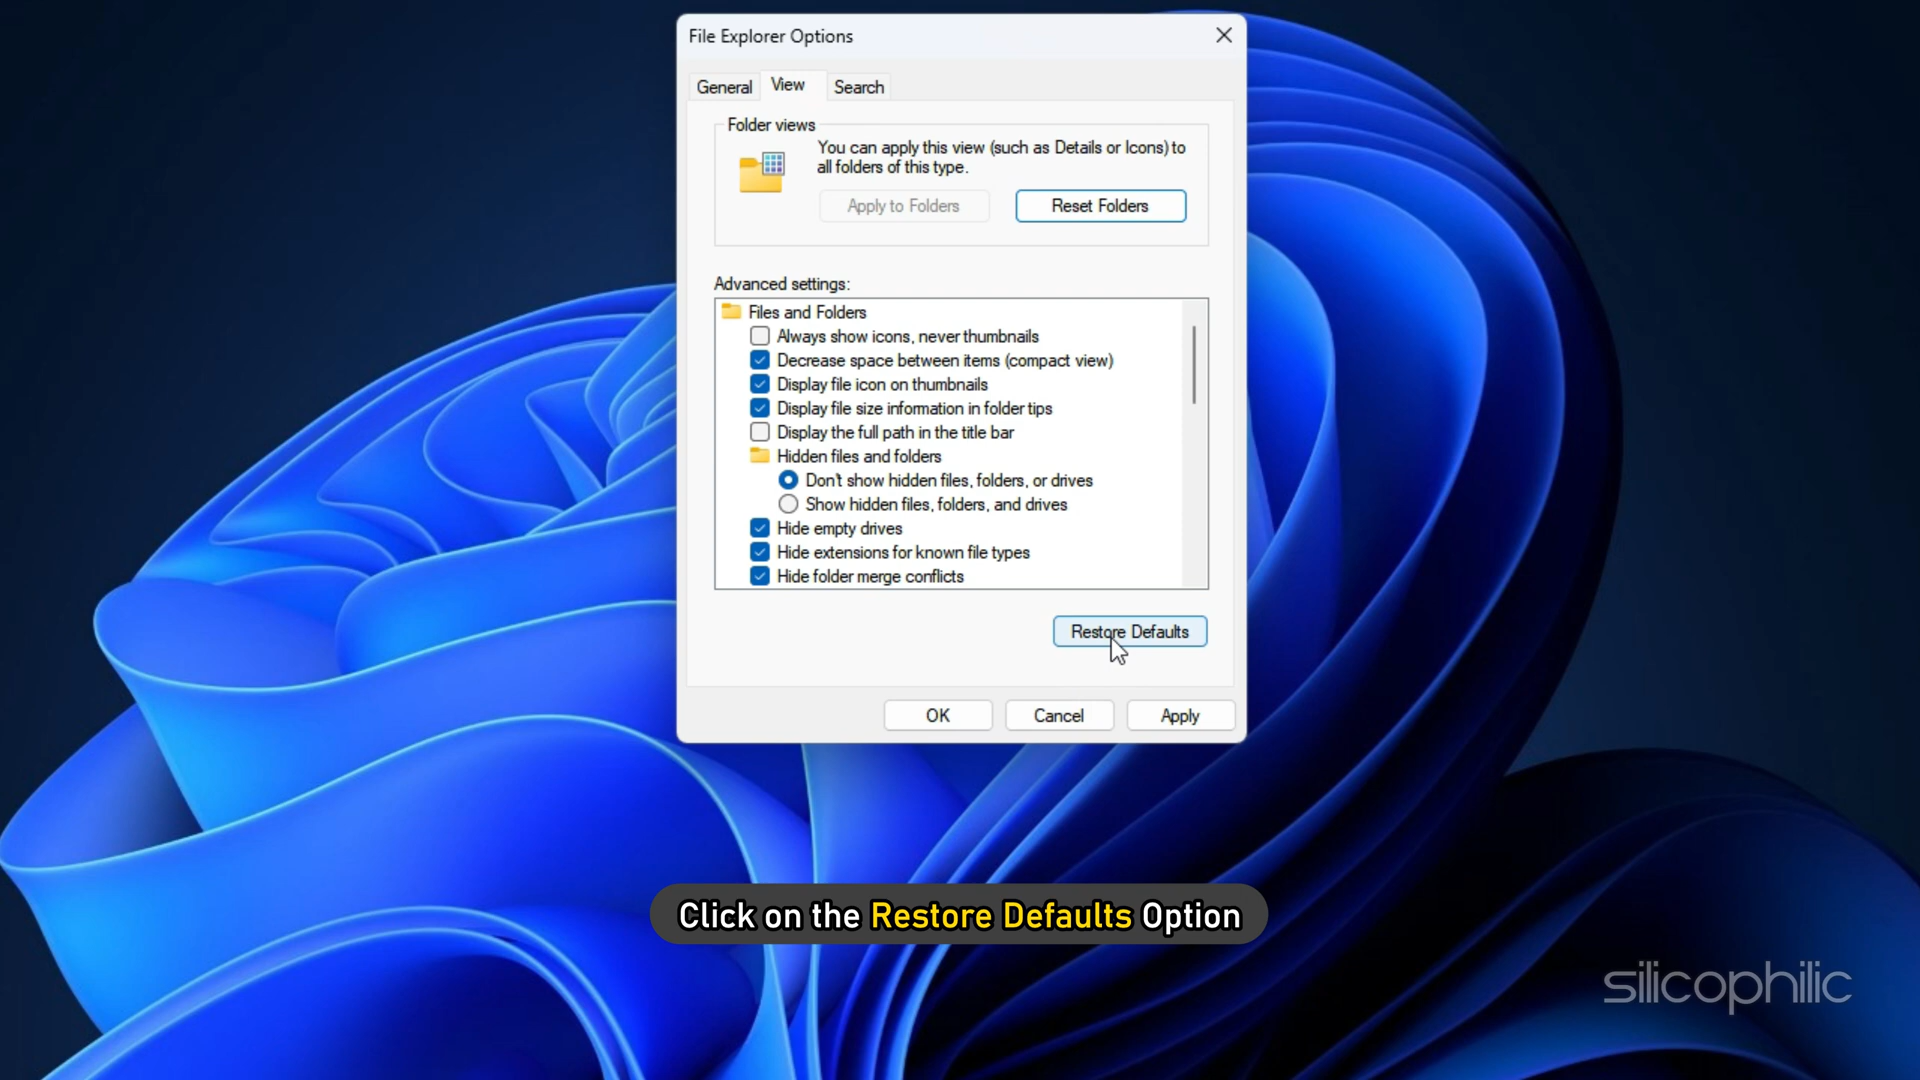 File Explorer Options
General
View
Search
Folder views
You can apply this view (such as Details or Icons) to
all folders of this type.
Apply to Folders
Reset Folders
Advanced settings:
Files and Folders
Always show icons, never thumbnails
Decrease space between items (compact view)
Display file icon on thumbnails
Display file size information in folder tips
Display the full path in the title bar
Hidden files and folders
Don't show hidden files, folders, or drives
Show hidden files, folders, and drives
Hide empty drives
Hide extensions for known file types
Hide folder merge conflicts
Restore Defaults
OK
Cancel
Apply
Click on the Restore Defaults Option
silicophilic